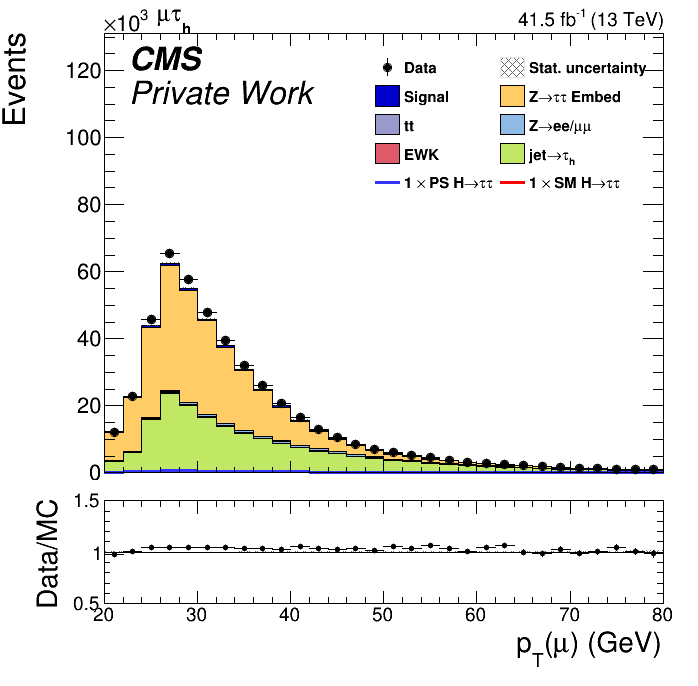 ×10³ μτh 41.5 fb⁻¹ (13 TeV)
CMS
Private Work
Data Stat. uncertainty
Signal Z→ττ Embed
tt Z→ee/μμ
EWK jet→τh
1 × PS H→ττ 1 × SM H→ττ
Events
120
100
80
60
40
20
0
Data/MC
1.5
1
0.5
20 30 40 50 60 70 80
pT(μ) (GeV)